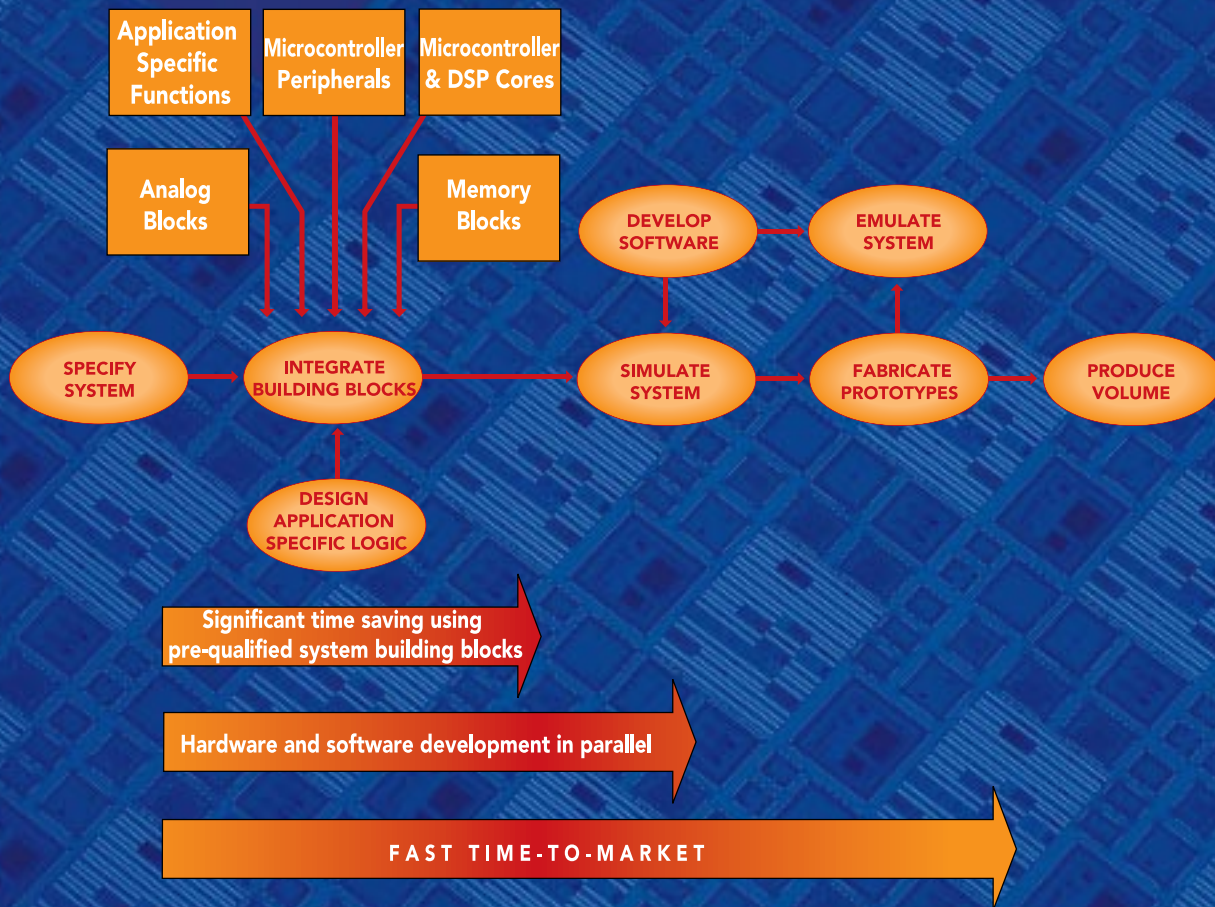 Application
Specific
Functions
Microcontroller
Peripherals
Microcontroller
& DSP Cores
Analog
Blocks
Memory
Blocks
DEVELOP
SOFTWARE
EMULATE
SYSTEM
SPECIFY
SYSTEM
INTEGRATE
BUILDING BLOCKS
SIMULATE
SYSTEM
FABRICATE
PROTOTYPES
PRODUCE
VOLUME
DESIGN
APPLICATION
SPECIFIC LOGIC
Significant time saving using
pre-qualified system building blocks
Hardware and software development in parallel
FAST TIME-TO-MARKET